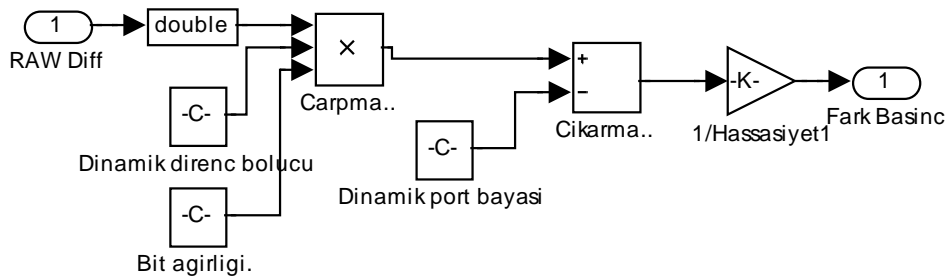 1
RAW Diff
double
×
Carpma..
-C-
Dinamik direnc bolucu
-C-
Bit agirligi.
-C-
Dinamik port bayasi
+
−
Cikarma..
-K-
1/Hassasiyet1
1
Fark Basinc